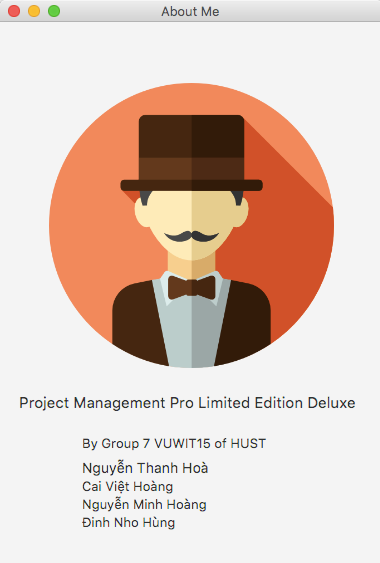 About Me
Project Management Pro Limited Edition Deluxe
By Group 7 VUWIT15 of HUST
Nguyễn Thanh Hoà
Cai Việt Hoàng
Nguyễn Minh Hoàng
Đinh Nho Hùng